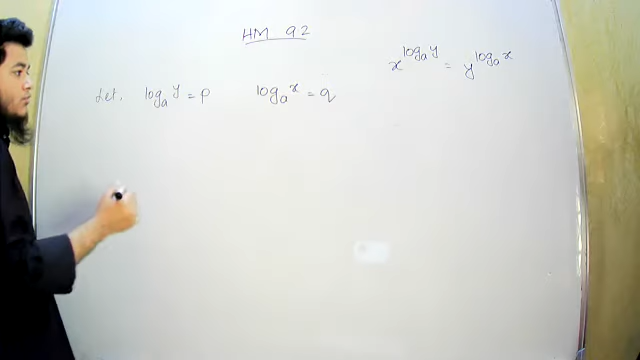 HM 92
x^{log_a y} = y^{log_a x}
Let, log_a y = p log_a x = q